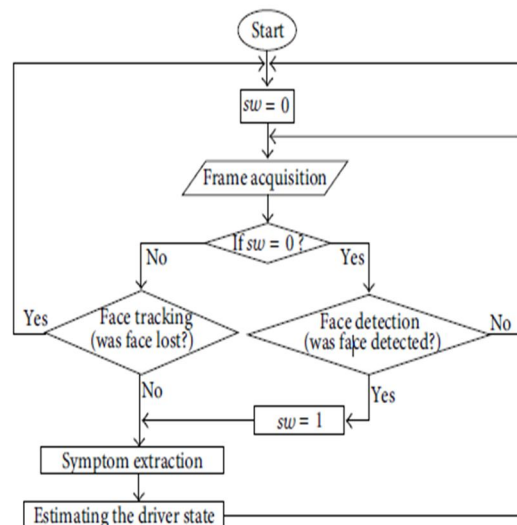 Start
sw = 0
Frame acquisition
If sw = 0 ?
No
Yes
Yes
Face tracking
(was face lost?)
Face detection
(was face detected?)
No
No
Yes
sw = 1
Symptom extraction
Estimating the driver state